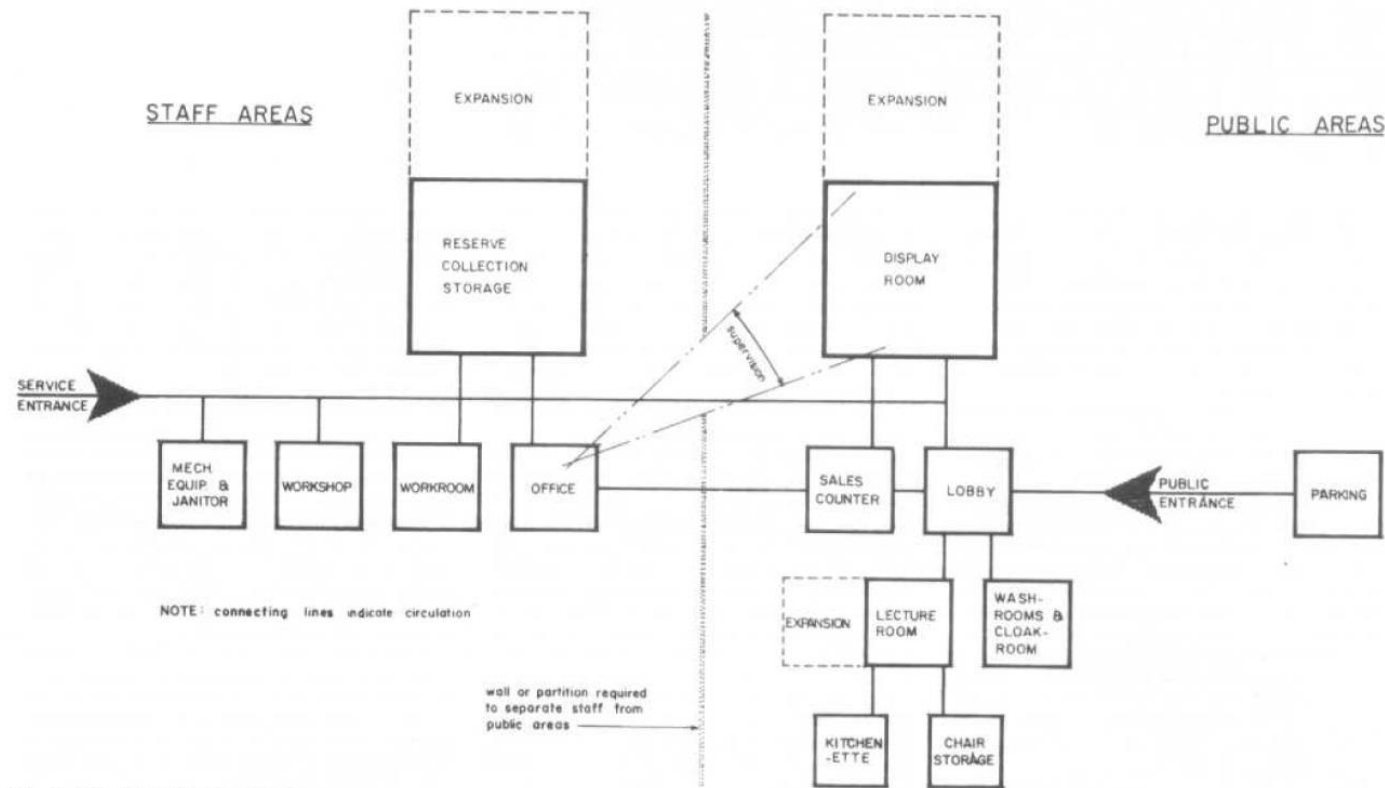 STAFF AREAS
EXPANSION
EXPANSION
PUBLIC AREAS
RESERVE
COLLECTION
STORAGE
DISPLAY
ROOM
supervision
SERVICE
ENTRANCE
MECH.
EQUIP. &
JANITOR
WORKSHOP
WORKROOM
OFFICE
SALES
COUNTER
LOBBY
PUBLIC
ENTRANCE
PARKING
NOTE: connecting lines indicate circulation
EXPANSION
LECTURE
ROOM
WASH-
ROOMS &
CLOAK-
ROOM
wall or partition required
to separate staff from
public areas
KITCHEN
-ETTE
CHAIR
STORAGE